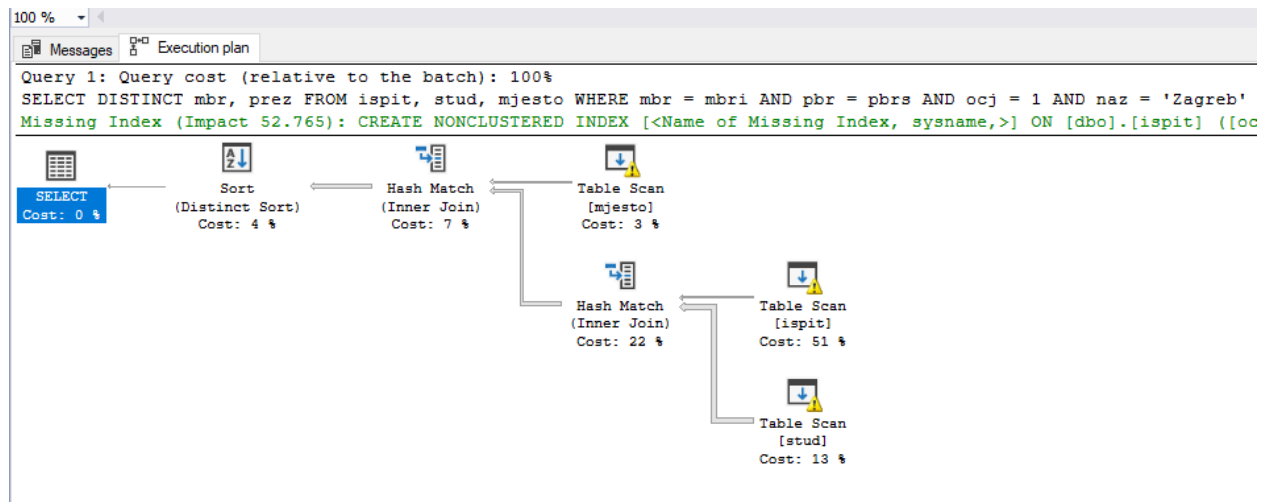 100 %
Messages Execution plan
Query 1: Query cost (relative to the batch): 100%
SELECT DISTINCT mbr, prez FROM ispit, stud, mjesto WHERE mbr = mbri AND pbr = pbrs AND ocj = 1 AND naz = 'Zagreb'
Missing Index (Impact 52.765): CREATE NONCLUSTERED INDEX [<Name of Missing Index, sysname,>] ON [dbo].[ispit] ([oc
SELECT
Cost: 0 %
Sort
(Distinct Sort)
Cost: 4 %
Hash Match
(Inner Join)
Cost: 7 %
Table Scan
[mjesto]
Cost: 3 %
Hash Match
(Inner Join)
Cost: 22 %
Table Scan
[ispit]
Cost: 51 %
Table Scan
[stud]
Cost: 13 %